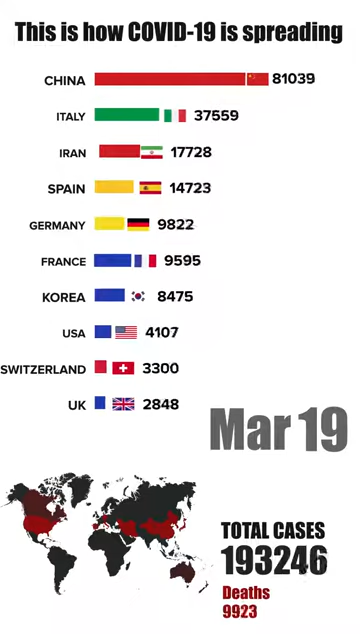 This is how COVID-19 is spreading
CHINA 81039
ITALY 37559
IRAN 17728
SPAIN 14723
GERMANY 9822
FRANCE 9595
KOREA 8475
USA 4107
SWITZERLAND 3300
UK 2848
Mar 19
TOTAL CASES
193246
Deaths
9923